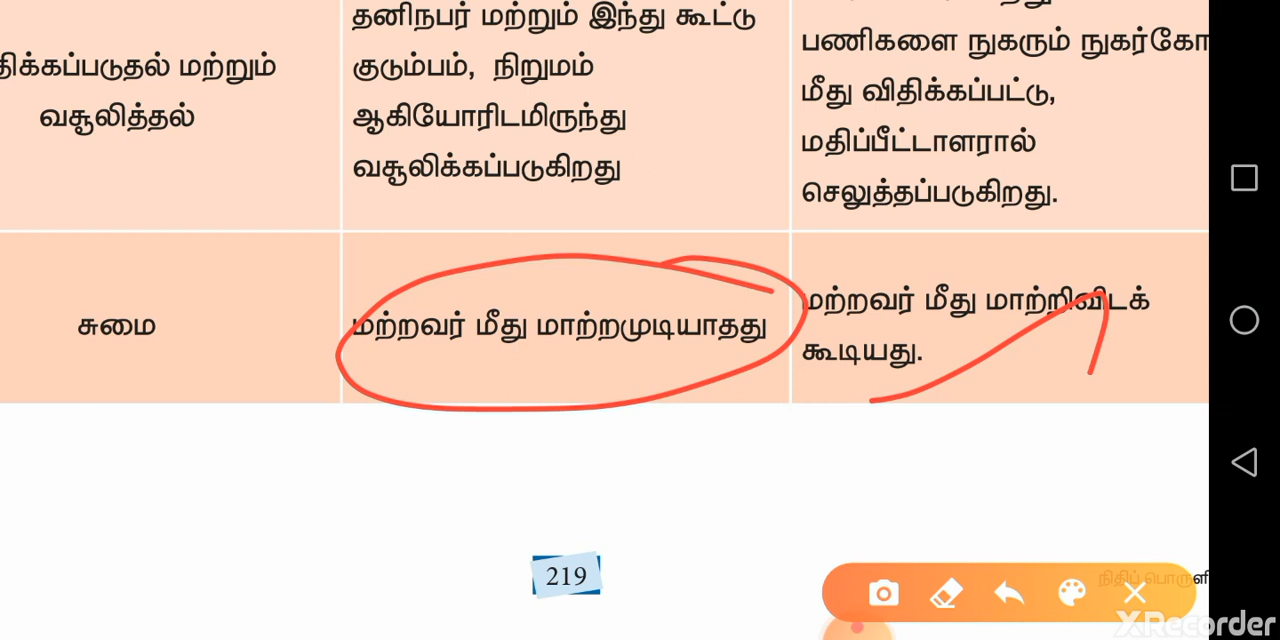 தனிநபர் மற்றும் இந்து கூட்டு
குடும்பம், நிறுமம்
ஆகியோரிடமிருந்து
வசூலிக்கப்படுகிறது
திக்கப்படுதல் மற்றும்
வசூலித்தல்
பணிகளை நுகரும் நுகர்கோ
மீது விதிக்கப்பட்டு,
மதிப்பீட்டாளரால்
செலுத்தப்படுகிறது.
சுமை
மற்றவர் மீது மாற்றமுடியாதது
மற்றவர் மீது மாற்றிவிடக்
கூடியது.
219
நிதிப் பொருளி
XRecorder